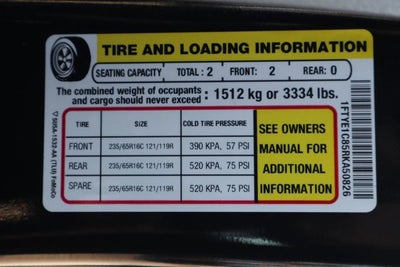 TIRE AND LOADING INFORMATION
SEATING CAPACITY TOTAL : 2 FRONT: 2 REAR: 0
The combined weight of occupants
and cargo should never exceed : 1512 kg or 3334 lbs.
TIRE SIZE COLD TIRE PRESSURE
FRONT 235/65R16C 121/119R 390 KPA, 57 PSI
REAR 235/65R16C 121/119R 520 KPA, 75 PSI
SPARE 235/65R16C 121/119R 520 KPA, 75 PSI
SEE OWNERS
MANUAL FOR
ADDITIONAL
INFORMATION
1FTYE1C85RKA50826